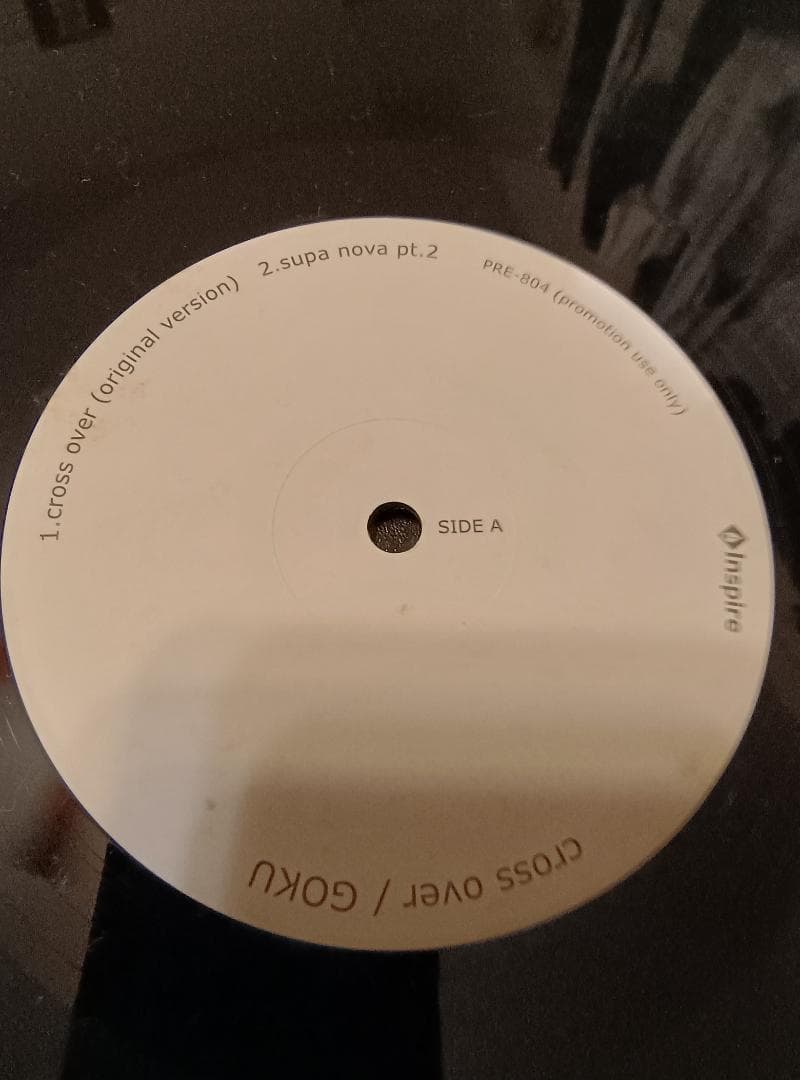 1.cross over (original version) 2.supa nova pt.2
PRE-804 (promotion use only)
SIDE A
Inspire
cross over / GOKU